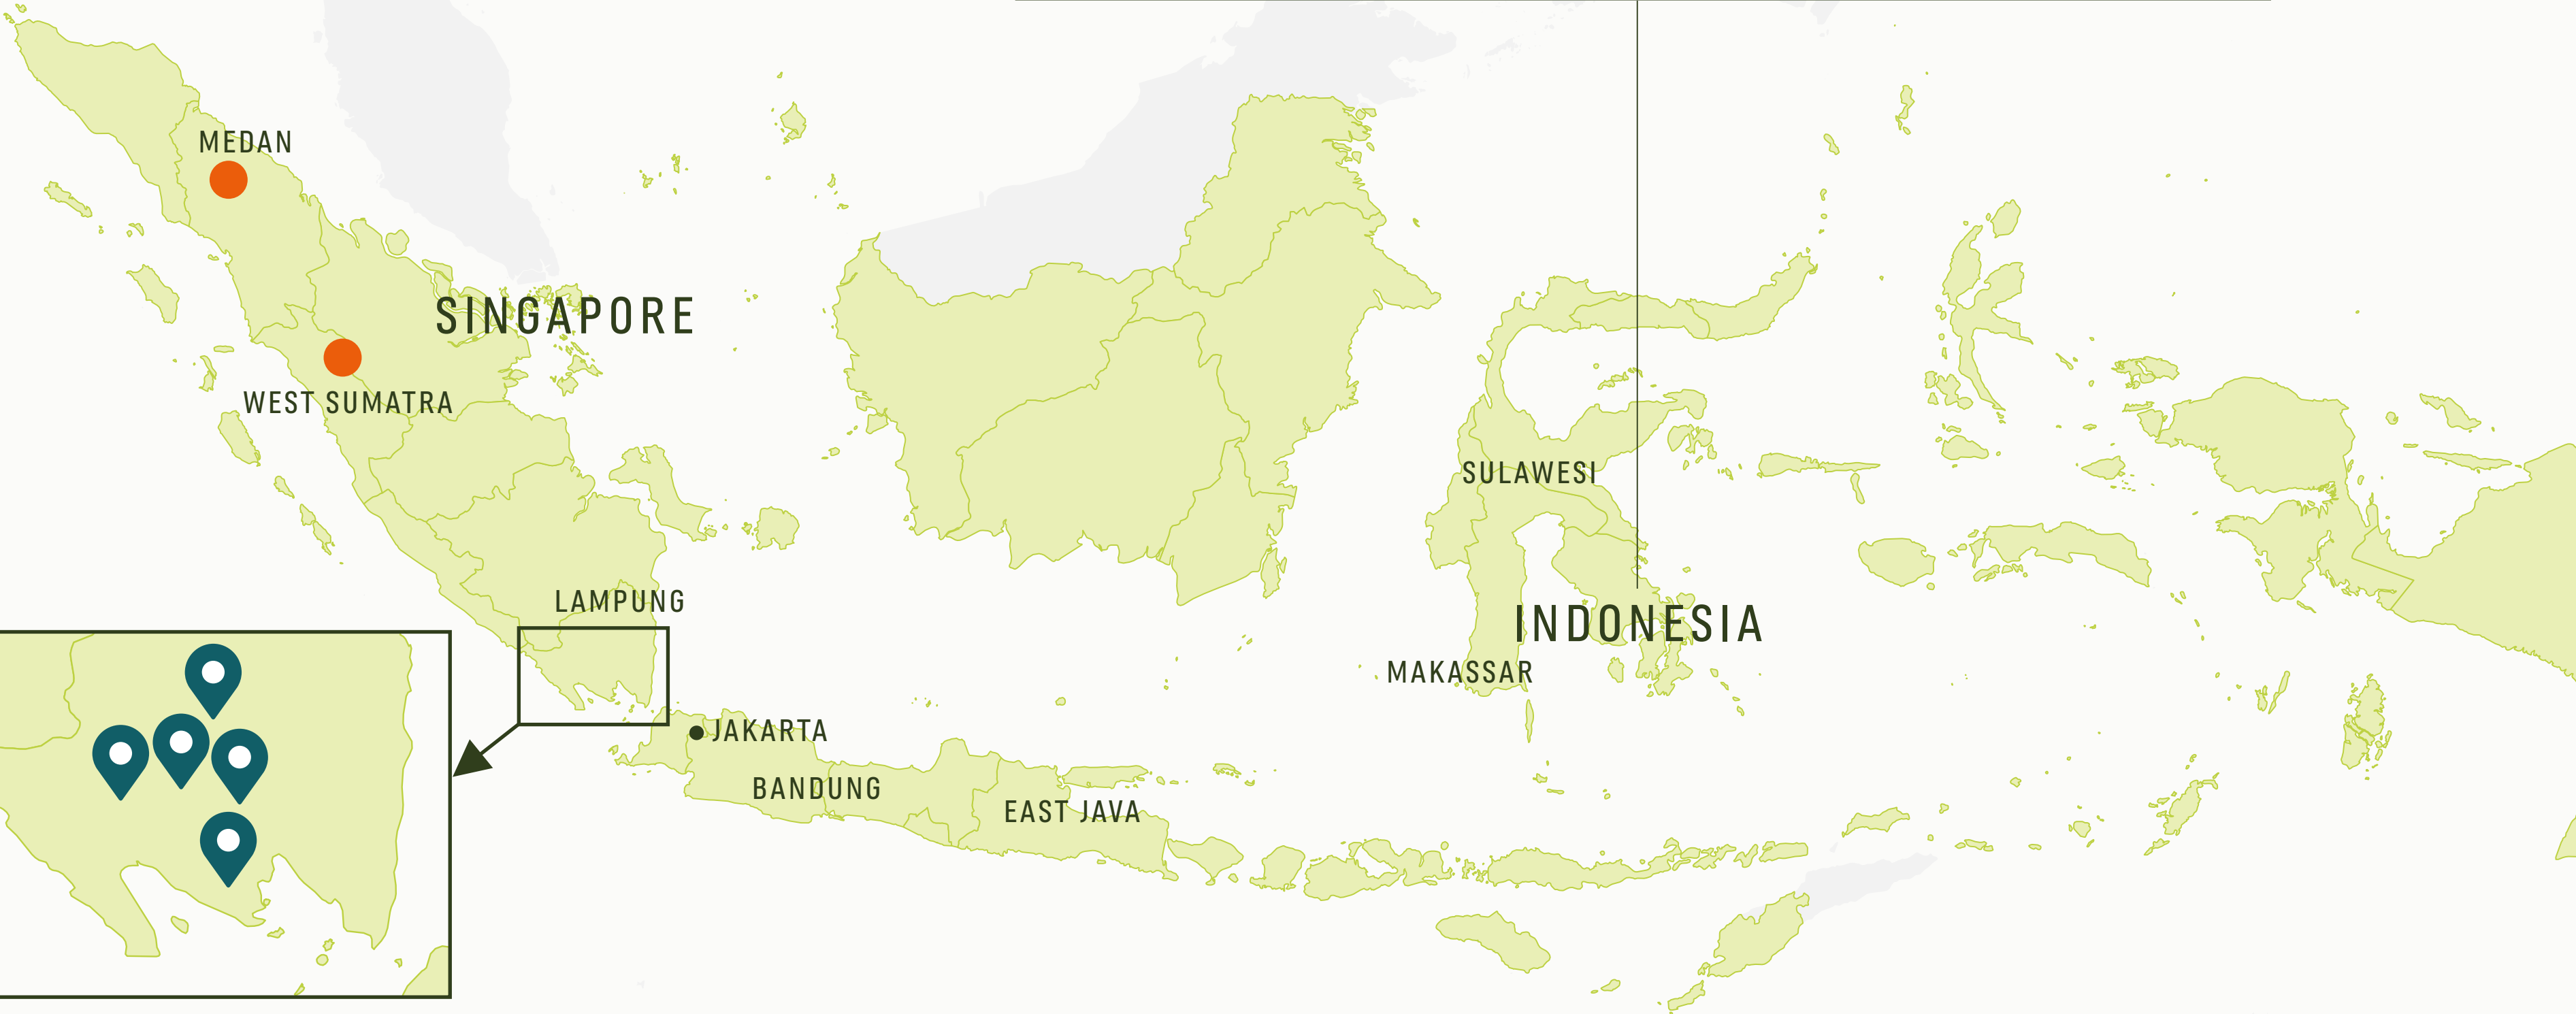 MEDAN
SINGAPORE
WEST SUMATRA
SULAWESI
LAMPUNG
INDONESIA
MAKASSAR
JAKARTA
BANDUNG
EAST JAVA